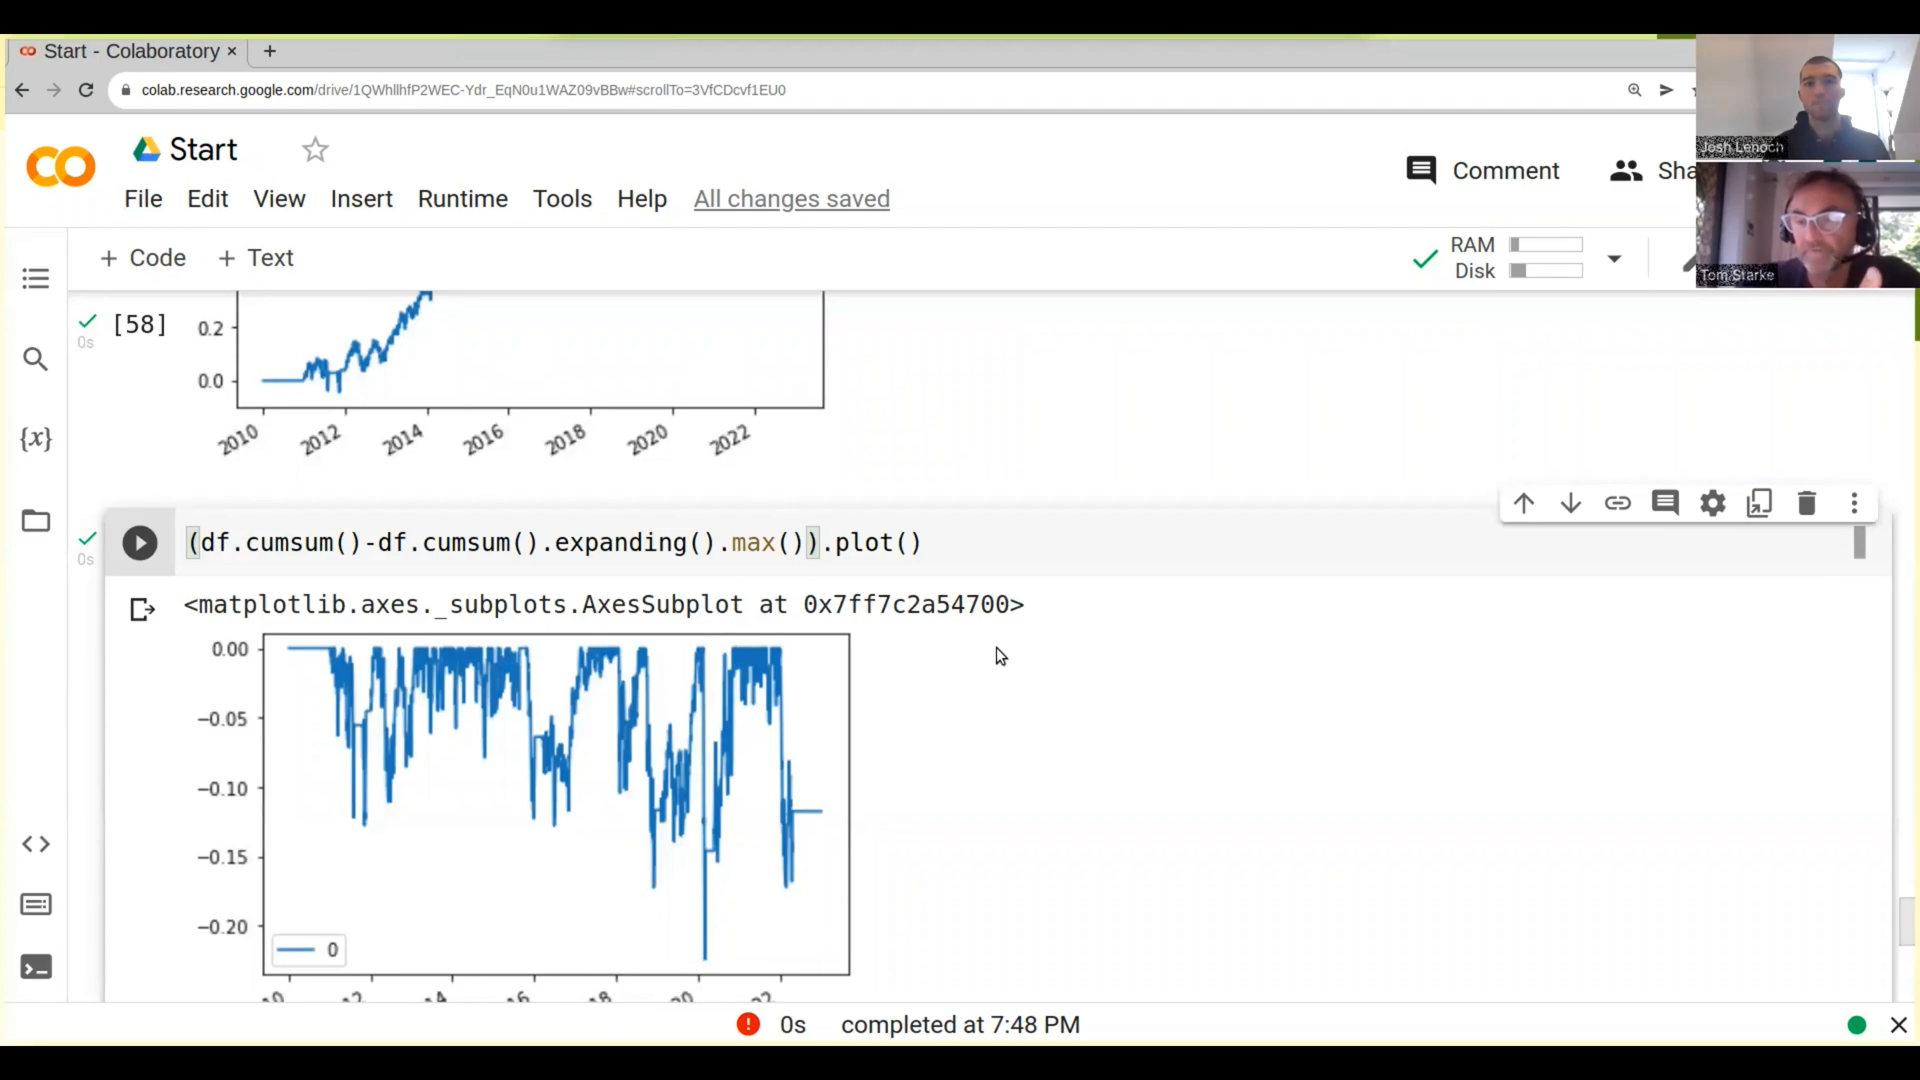 Start - Colaboratory × +
colab.research.google.com/drive/1QWhllhfP2WEC-Ydr_EqN0u1WAZ09vBBw#scrollTo=3VfCDcvf1EU0
Josh Lenoch
Start
Comment
Sha
File Edit View Insert Runtime Tools Help All changes saved
+ Code + Text
RAM
Disk
Tom Starke
[58]
0s
0.2
0.0
2010 2012 2014 2016 2018 2020 2022
{x}
0s
(df.cumsum()-df.cumsum().expanding().max()).plot()
<matplotlib.axes._subplots.AxesSubplot at 0x7ff7c2a54700>
0.00
−0.05
−0.10
−0.15
−0.20
0
0s completed at 7:48 PM